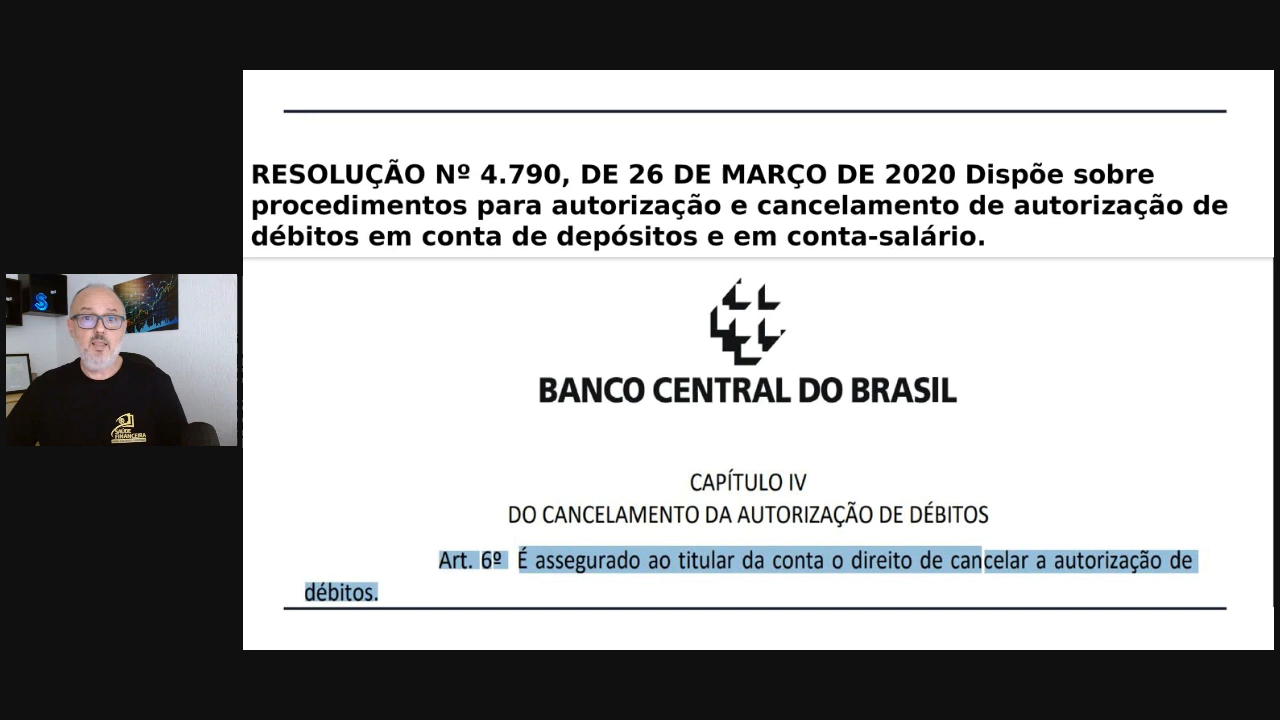 RESOLUÇÃO Nº 4.790, DE 26 DE MARÇO DE 2020 Dispõe sobre
procedimentos para autorização e cancelamento de autorização de
débitos em conta de depósitos e em conta-salário.
BANCO CENTRAL DO BRASIL
CAPÍTULO IV
DO CANCELAMENTO DA AUTORIZAÇÃO DE DÉBITOS
Art. 6º É assegurado ao titular da conta o direito de cancelar a autorização de
débitos.
SAÚDE
FINANCEIRA